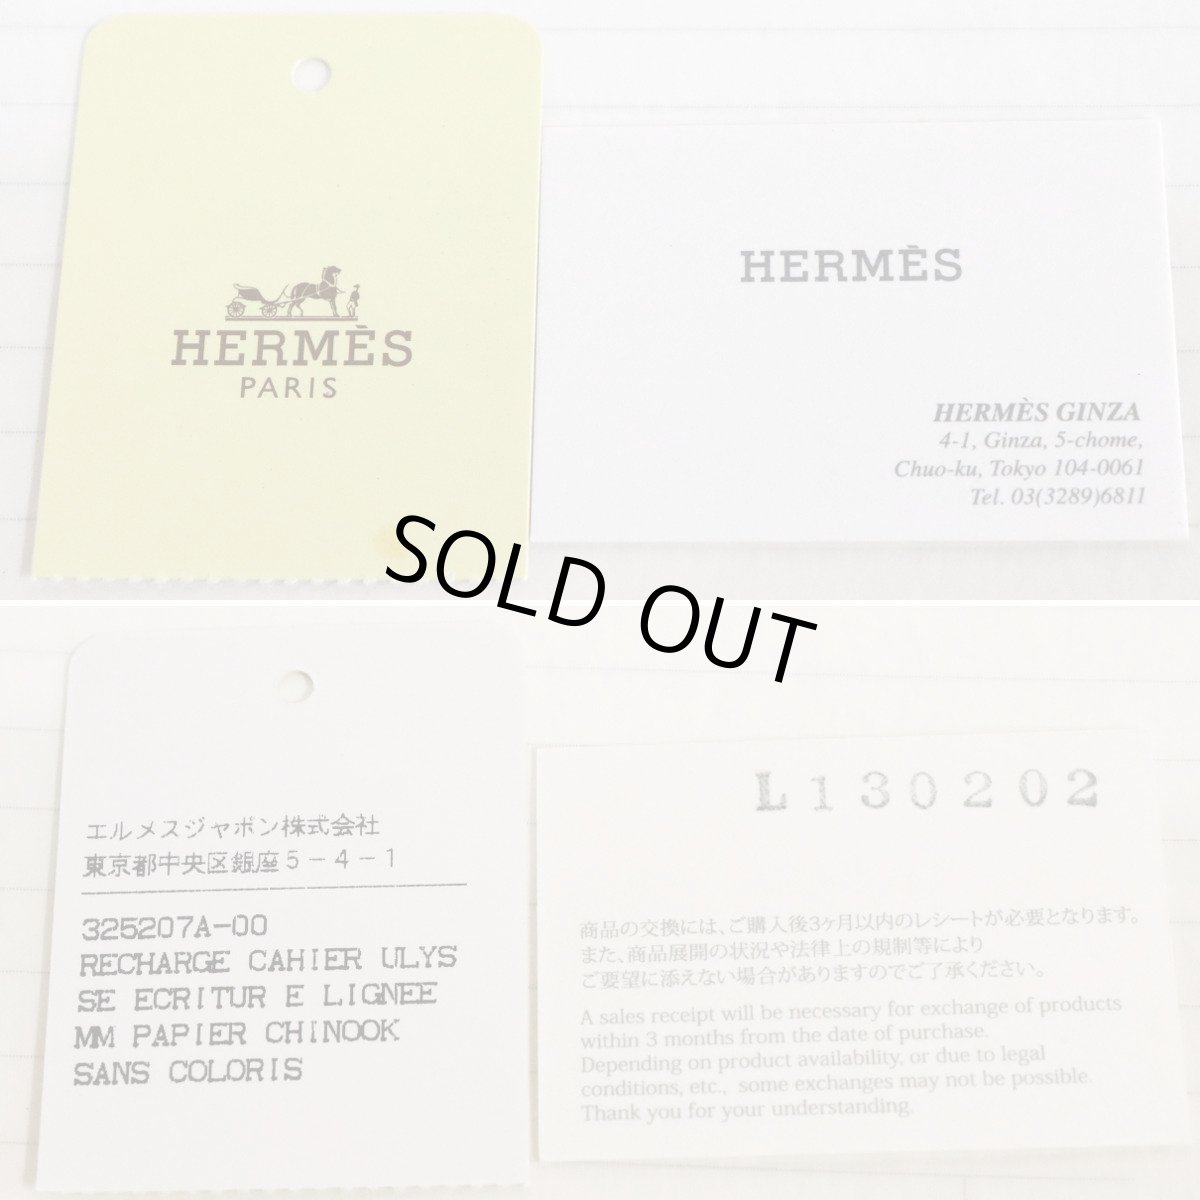 HERMÈS
PARIS
HERMÈS
HERMÈS GINZA
4-1, Ginza, 5-chome,
Chuo-ku, Tokyo 104-0061
Tel. 03(3289)6811
SOLD OUT
エルメスジャポン株式会社
東京都中央区銀座5-4-1
325207A-00
RECHARGE CAHIER ULYS
SE ECRITUR E LIGNEE
MM PAPIER CHINOOK
SANS COLORIS
L130202
商品の交換には、ご購入後3ヶ月以内のレシートが必要となります。
また、商品展開の状況や法律上の規制等により
ご要望に添えない場合がありますのでご了承ください。
A sales receipt will be necessary for exchange of products
within 3 months from the date of purchase.
Depending on product availability, or due to legal
conditions, etc., some exchanges may not be possible.
Thank you for your understanding.